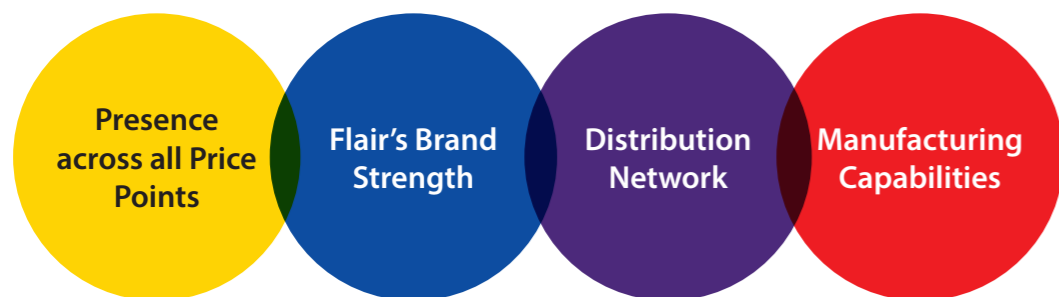 Presence
across all Price
Points
Flair's Brand
Strength
Distribution
Network
Manufacturing
Capabilities